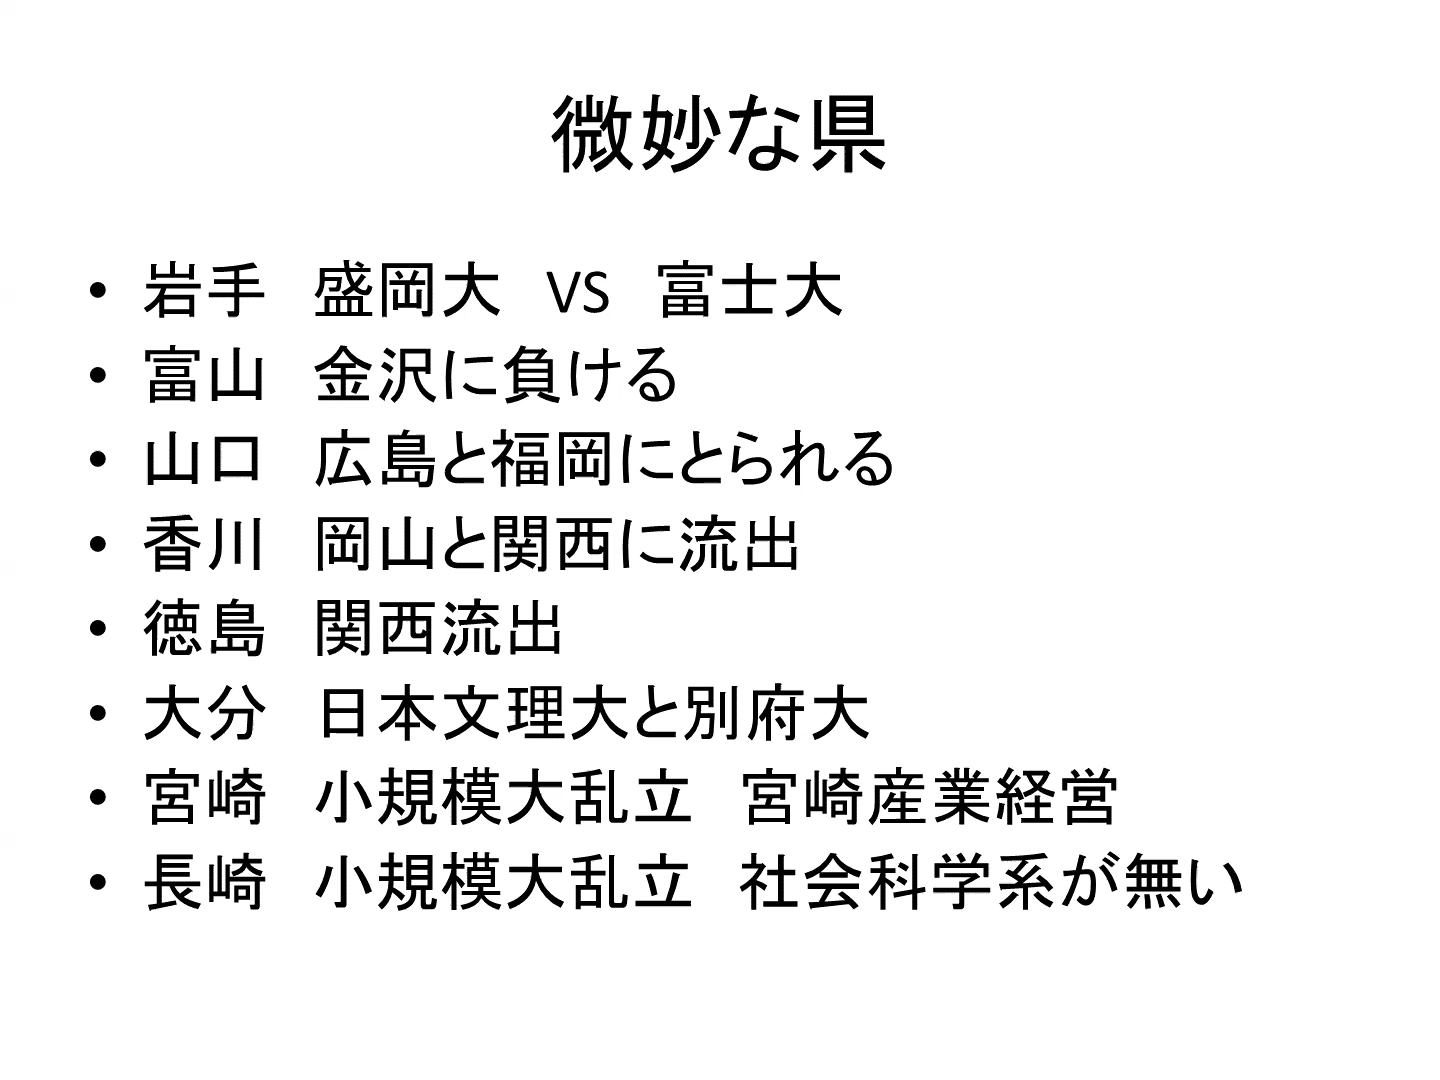 微妙な県
• 岩手　盛岡大　VS　富士大
• 富山　金沢に負ける
• 山口　広島と福岡にとられる
• 香川　岡山と関西に流出
• 徳島　関西流出
• 大分　日本文理大と別府大
• 宮崎　小規模大乱立　宮崎産業経営
• 長崎　小規模大乱立　社会科学系が無い